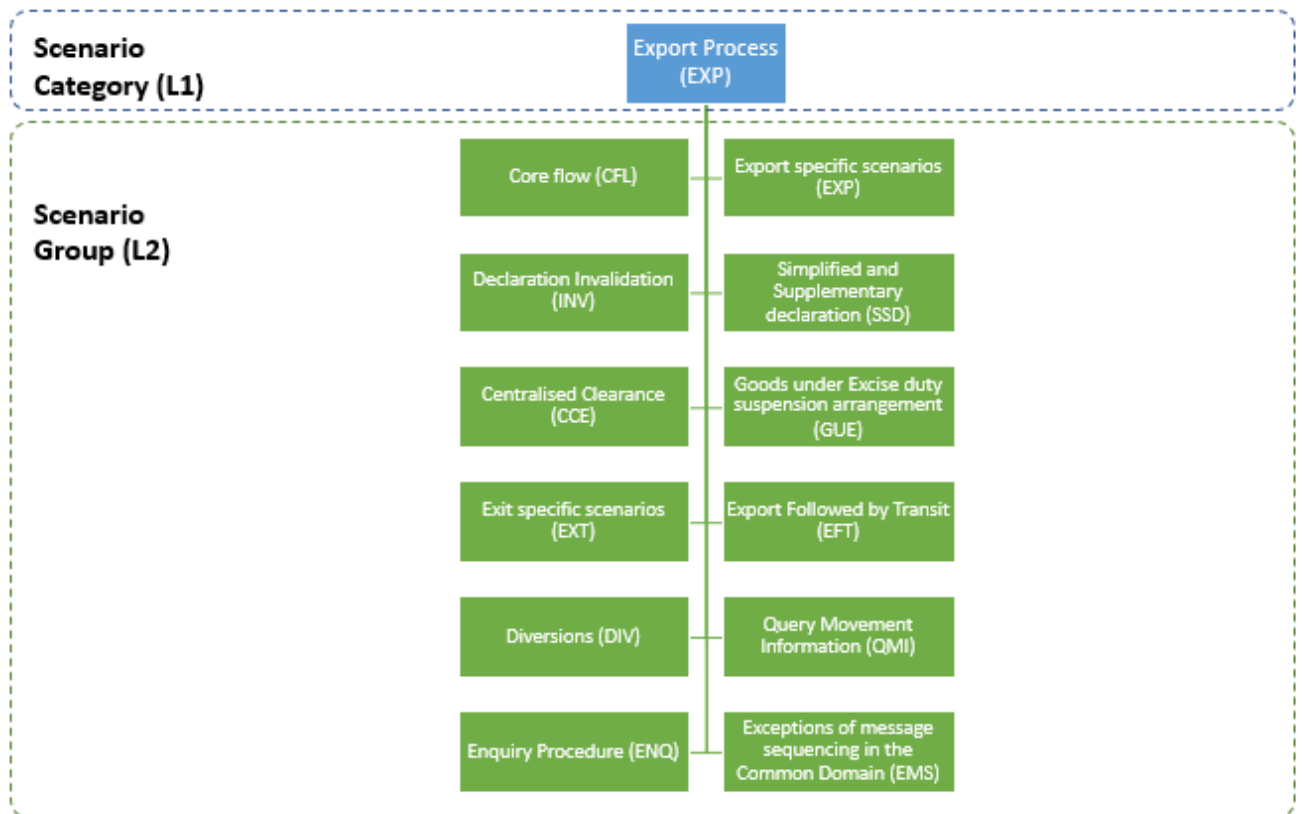 Scenario
Category (L1)
Export Process
(EXP)
Scenario
Group (L2)
Core flow (CFL)
Export specific scenarios
(EXP)
Declaration Invalidation
(INV)
Simplified and
Supplementary
declaration (SSD)
Centralised Clearance
(CCE)
Goods under Excise duty
suspension arrangement
(GUE)
Exit specific scenarios
(EXT)
Export Followed by Transit
(EFT)
Diversions (DIV)
Query Movement
Information (QMI)
Enquiry Procedure (ENQ)
Exceptions of message
sequencing in the
Common Domain (EMS)